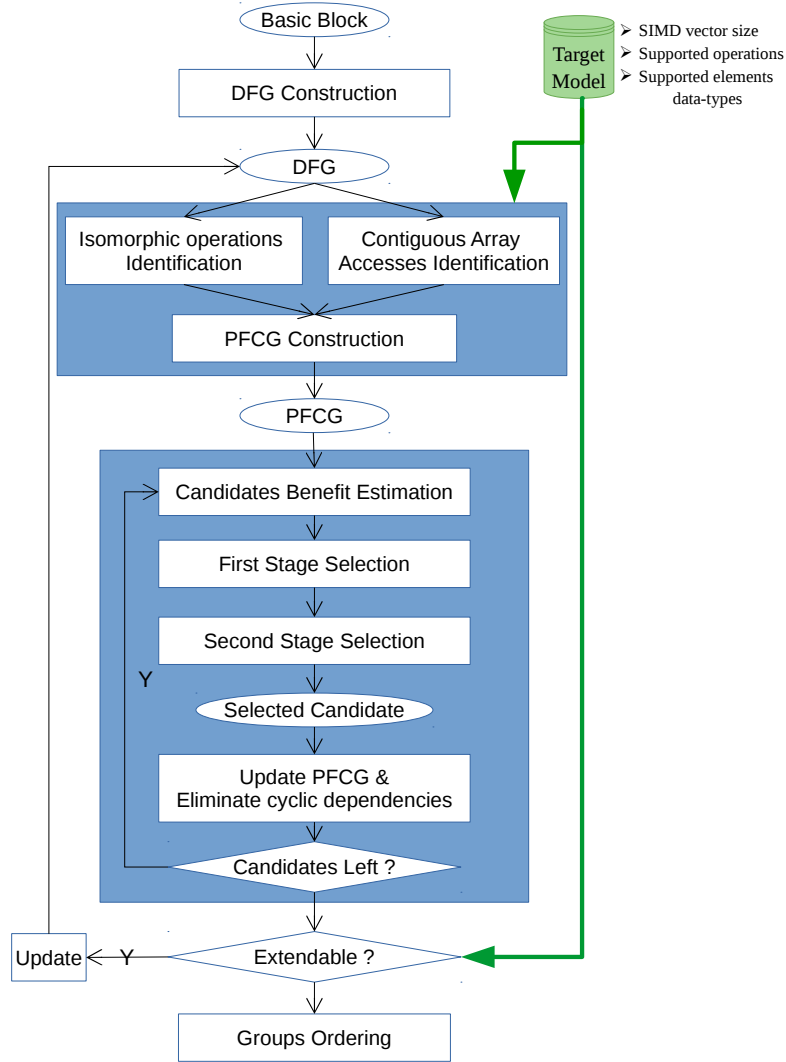 Basic Block
Target
Model
➢ SIMD vector size
➢ Supported operations
➢ Supported elements
data-types
DFG Construction
DFG
Isomorphic operations
Identification
Contiguous Array
Accesses Identification
PFCG Construction
PFCG
Candidates Benefit Estimation
First Stage Selection
Second Stage Selection
Y
Selected Candidate
Update PFCG &
Eliminate cyclic dependencies
Candidates Left ?
Update
Y
Extendable ?
Groups Ordering